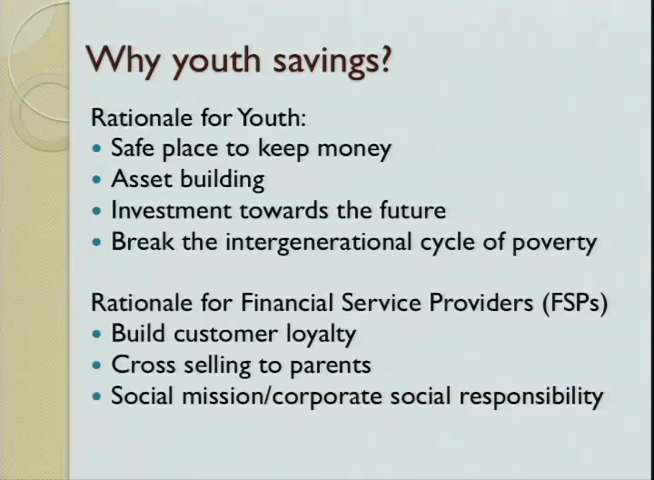 Why youth savings?
Rationale for Youth:
• Safe place to keep money
• Asset building
• Investment towards the future
• Break the intergenerational cycle of poverty
Rationale for Financial Service Providers (FSPs)
• Build customer loyalty
• Cross selling to parents
• Social mission/corporate social responsibility